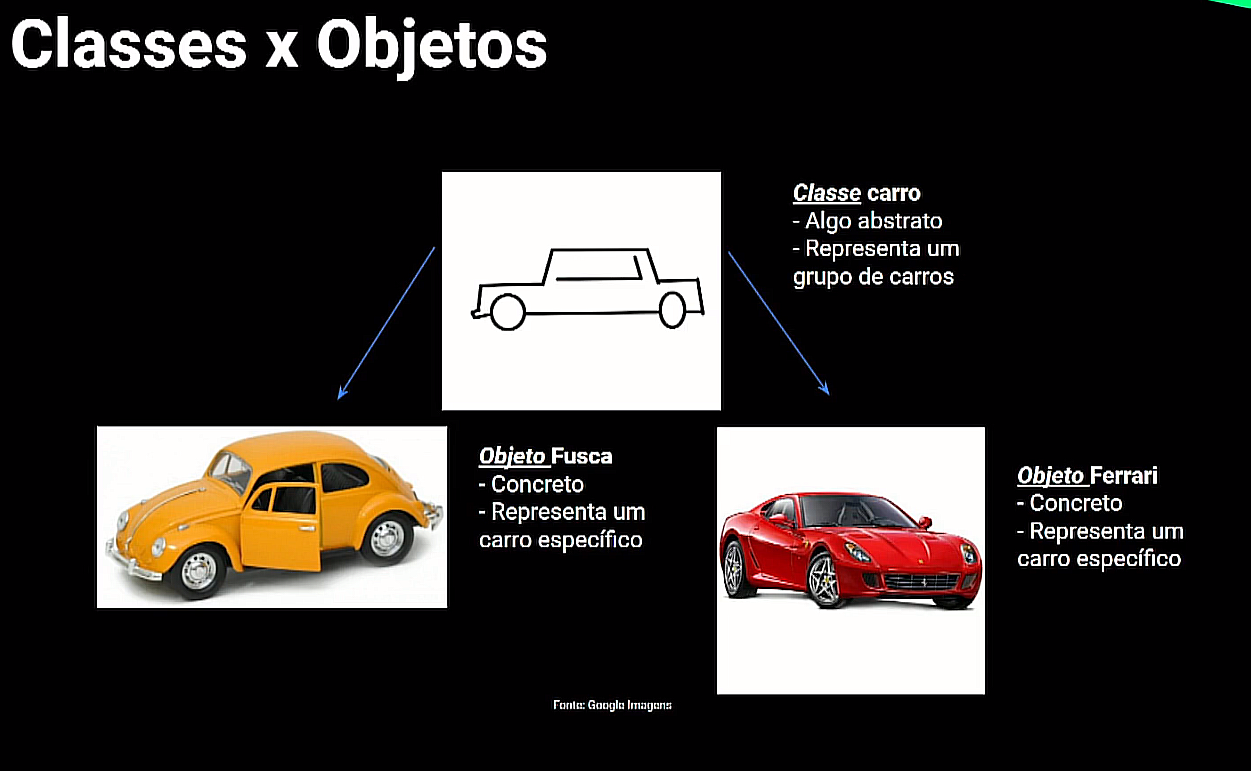 Classes x Objetos
Classe carro
- Algo abstrato
- Representa um
grupo de carros
Objeto Fusca
- Concreto
- Representa um
carro específico
Objeto Ferrari
- Concreto
- Representa um
carro específico
Fonte: Google Imagens